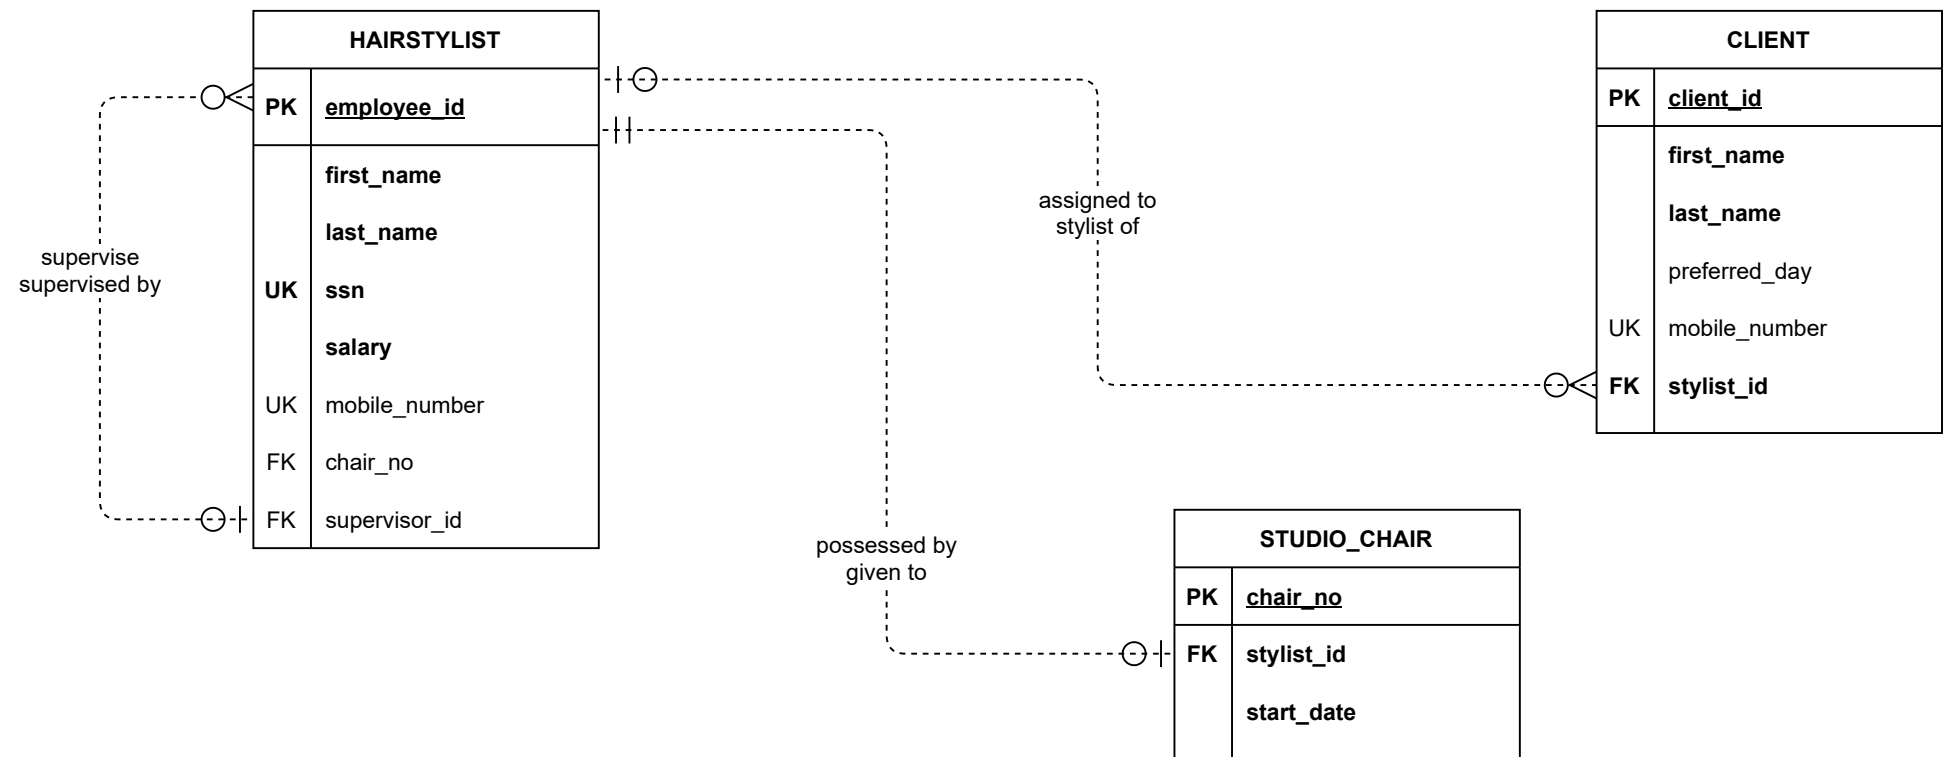 HAIRSTYLIST
PK employee_id
first_name
last_name
UK ssn
salary
UK mobile_number
FK chair_no
FK supervisor_id
supervise
supervised by
assigned to
stylist of
possessed by
given to
CLIENT
PK client_id
first_name
last_name
preferred_day
UK mobile_number
FK stylist_id
STUDIO_CHAIR
PK chair_no
FK stylist_id
start_date